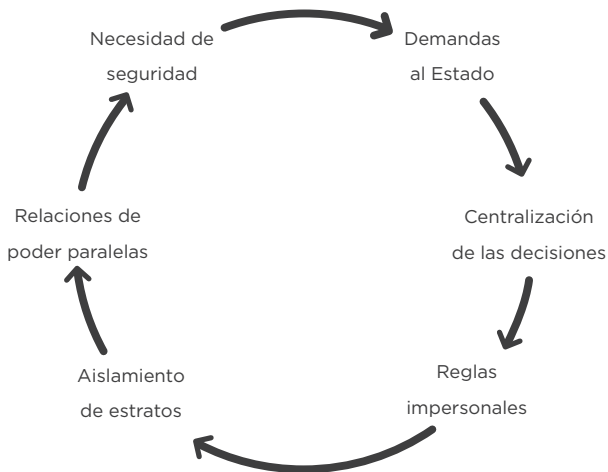 Necesidad de
seguridad
Demandas
al Estado
Centralización
de las decisiones
Reglas
impersonales
Aislamiento
de estratos
Relaciones de
poder paralelas